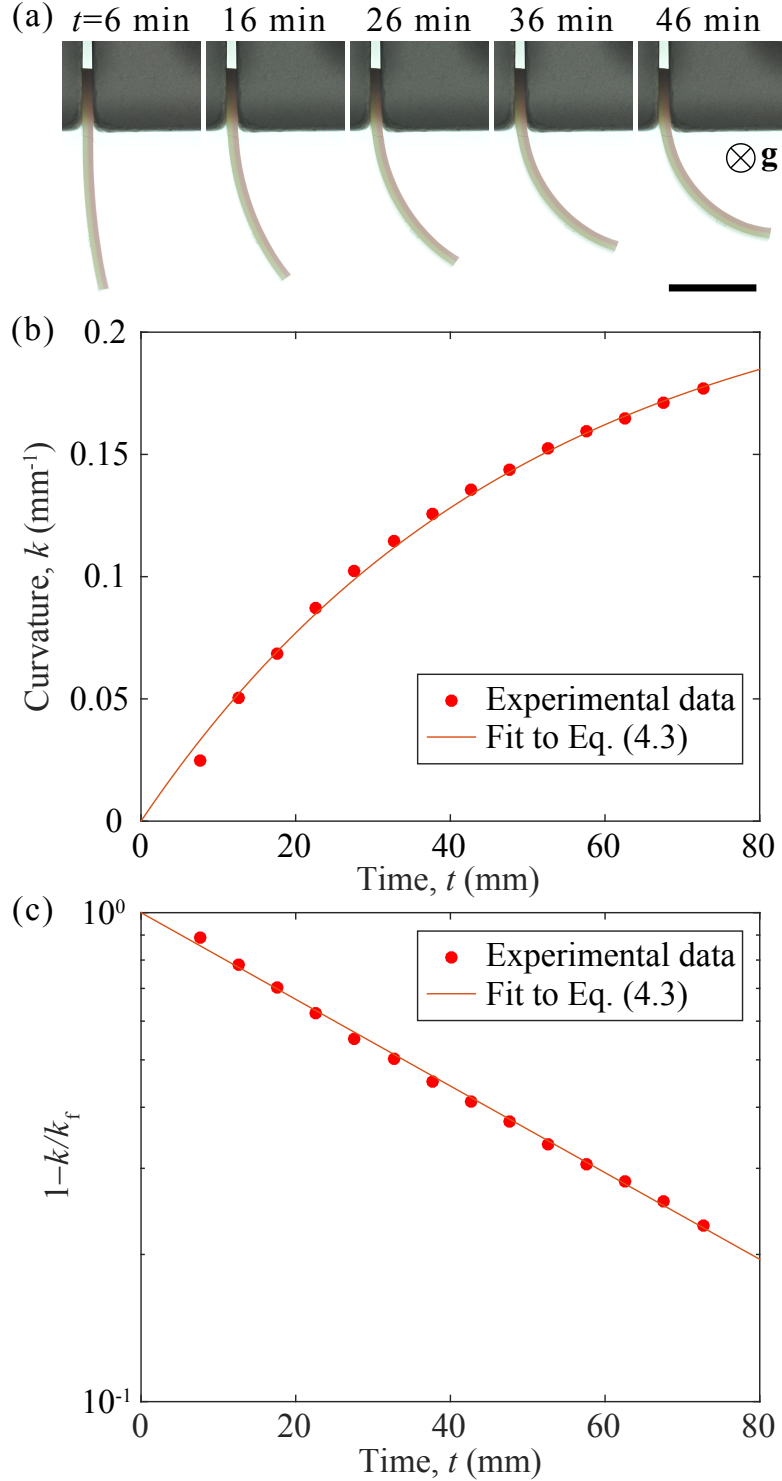 (a) t=6 min 16 min 26 min 36 min 46 min
⊗ g
(b)
0.2
0.15
0.1
0.05
0
Curvature, k (mm⁻¹)
Experimental data
Fit to Eq. (4.3)
0 20 40 60 80
Time, t (mm)
(c)
10⁰
10⁻¹
1−k/k_f
Experimental data
Fit to Eq. (4.3)
0 20 40 60 80
Time, t (mm)